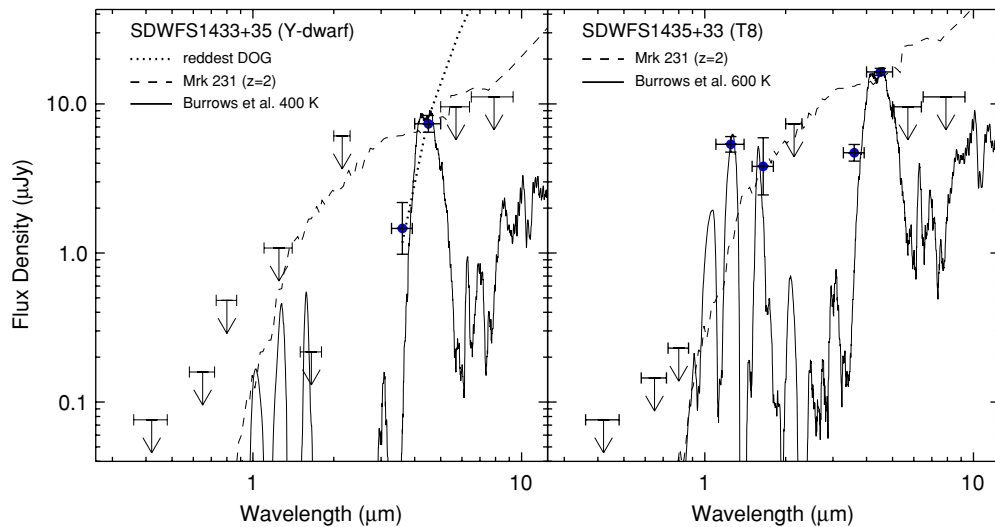 SDWFS1433+35 (Y-dwarf)
reddest DOG
Mrk 231 (z=2)
Burrows et al. 400 K
SDWFS1435+33 (T8)
Mrk 231 (z=2)
Burrows et al. 600 K
10.0
1.0
0.1
Flux Density (μJy)
1
10
1
10
Wavelength (μm)
Wavelength (μm)